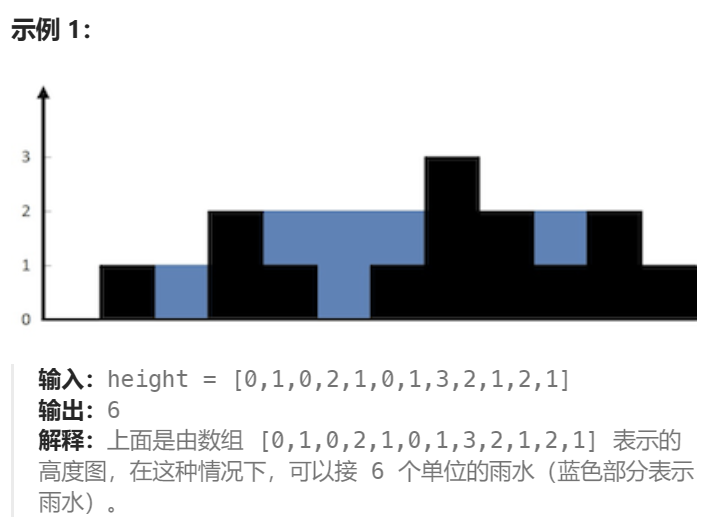 示例 1：
3
2
1
0
输入：height = [0,1,0,2,1,0,1,3,2,1,2,1]
输出：6
解释：上面是由数组 [0,1,0,2,1,0,1,3,2,1,2,1] 表示的
高度图，在这种情况下，可以接 6 个单位的雨水（蓝色部分表示
雨水）。